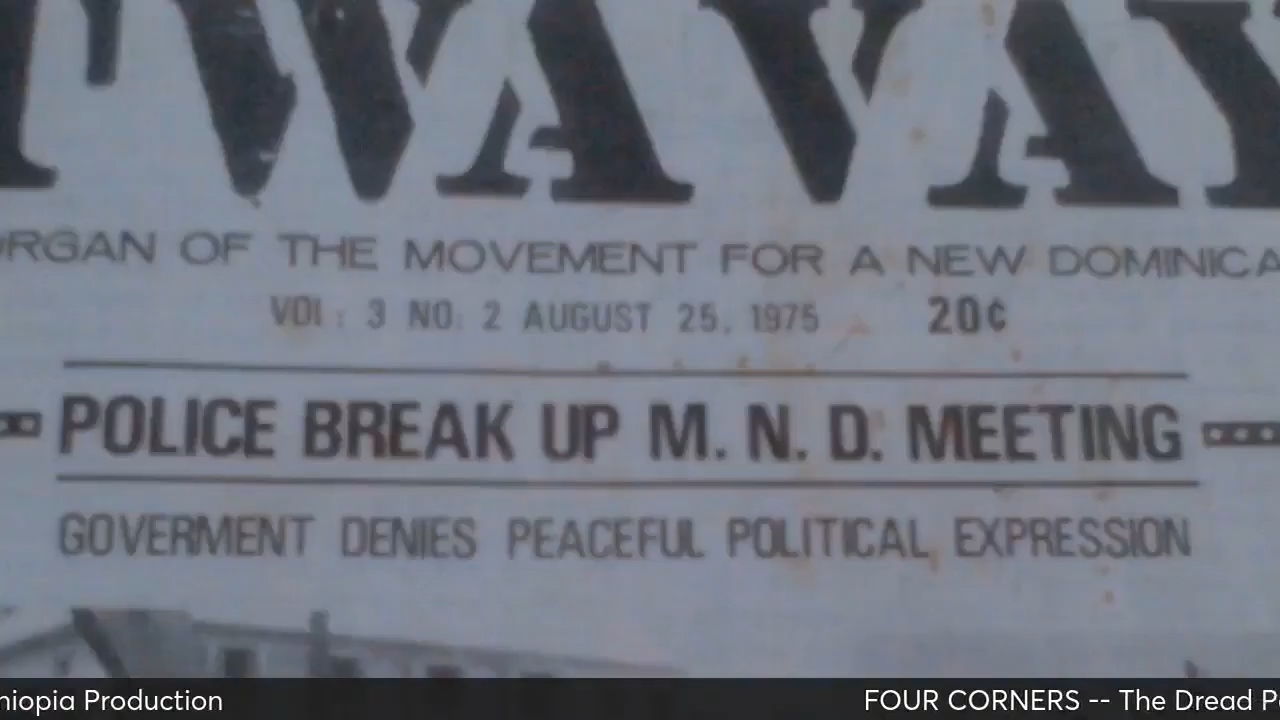 TWAVAY
ORGAN OF THE MOVEMENT FOR A NEW DOMINICA
VOL: 3 NO: 2 AUGUST 25, 1975 20¢
POLICE BREAK UP M. N. D. MEETING
GOVERMENT DENIES PEACEFUL POLITICAL EXPRESSION
hiopia Production FOUR CORNERS -- The Dread P